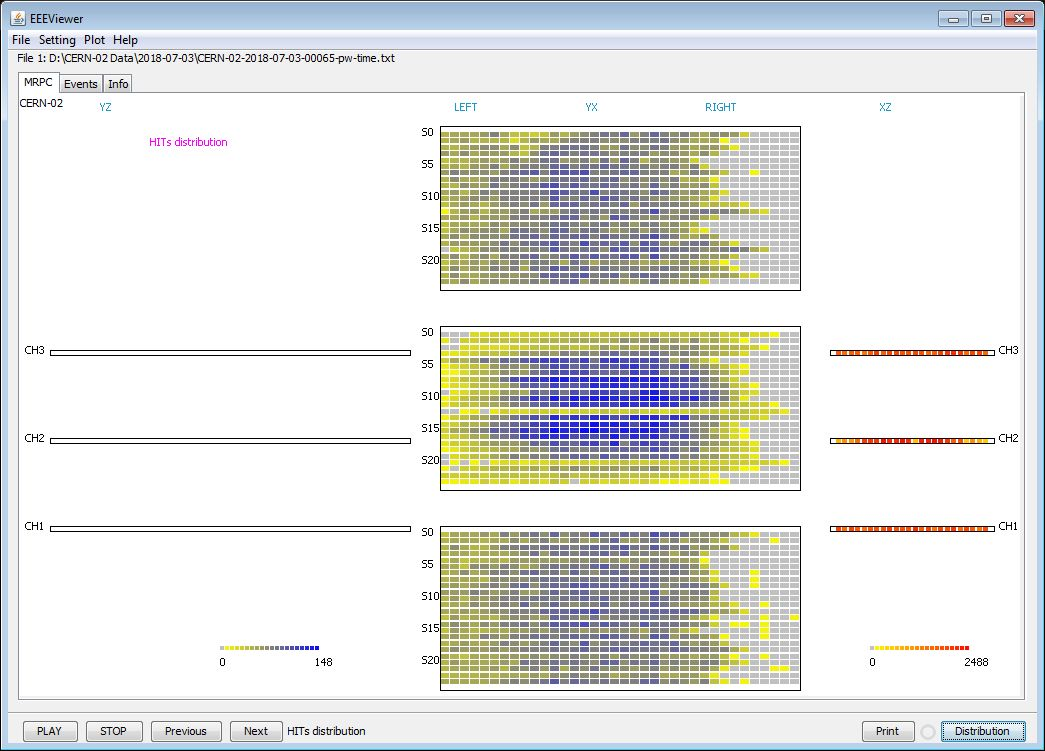 EEEViewer
File Setting Plot Help
File 1: D:\CERN-02 Data\2018-07-03\CERN-02-2018-07-03-00065-pw-time.txt
MRPC Events Info
CERN-02 YZ LEFT YX RIGHT XZ
HITs distribution
S0
S5
S10
S15
S20
S0
CH3 CH3
S5
S10
S15
CH2 CH2
S20
CH1 S0 CH1
S5
S10
S15
S20
0 148 0 2488
PLAY STOP Previous Next HITs distribution Print Distribution